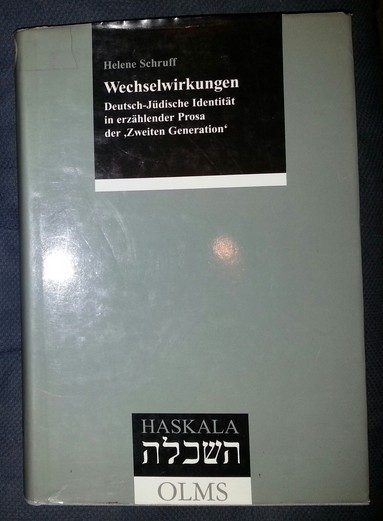 Helene Schruff
Wechselwirkungen
Deutsch-Jüdische Identität
in erzählender Prosa
der ‚Zweiten Generation‘
HASKALA
השכלה
OLMS